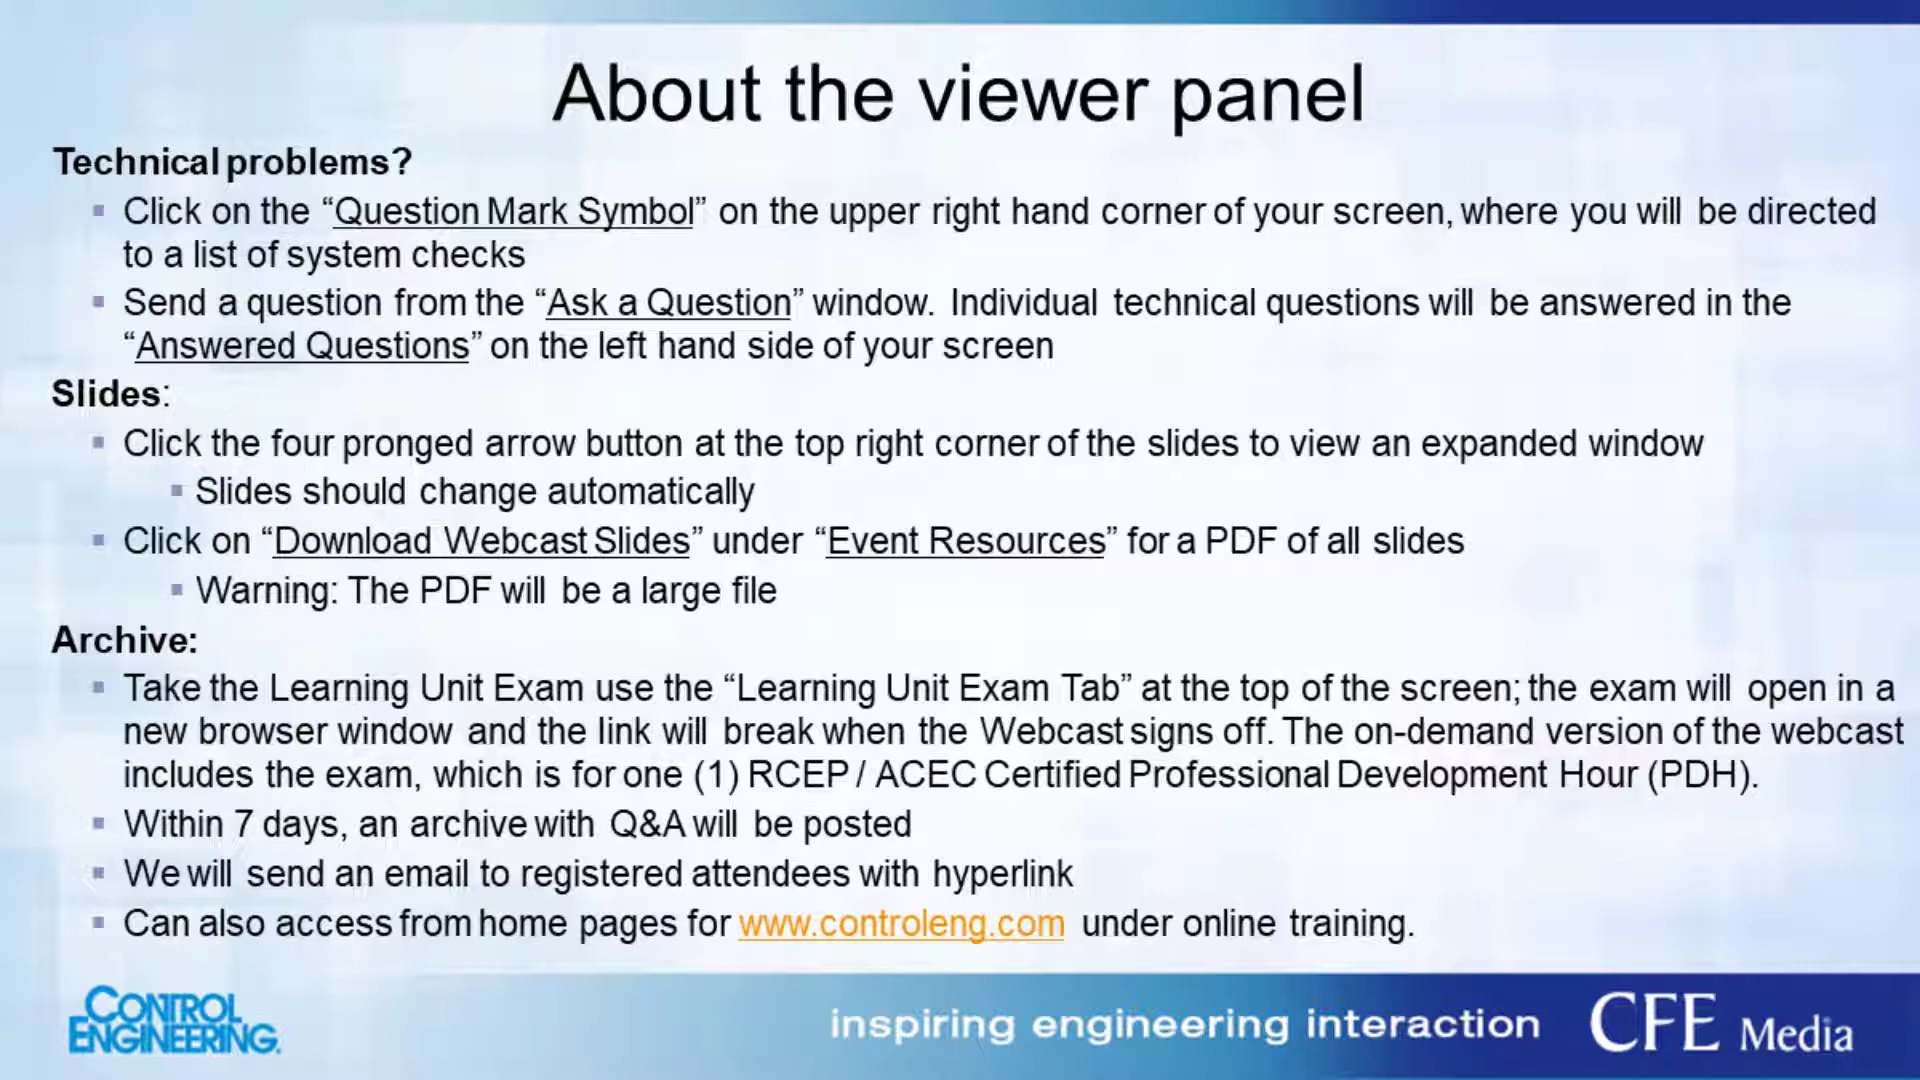 About the viewer panel
Technical problems?
Click on the “Question Mark Symbol” on the upper right hand corner of your screen, where you will be directed
to a list of system checks
Send a question from the “Ask a Question” window. Individual technical questions will be answered in the
“Answered Questions” on the left hand side of your screen
Slides:
Click the four pronged arrow button at the top right corner of the slides to view an expanded window
Slides should change automatically
Click on “Download Webcast Slides” under “Event Resources” for a PDF of all slides
Warning: The PDF will be a large file
Archive:
Take the Learning Unit Exam use the “Learning Unit Exam Tab” at the top of the screen; the exam will open in a
new browser window and the link will break when the Webcast signs off. The on-demand version of the webcast
includes the exam, which is for one (1) RCEP / ACEC Certified Professional Development Hour (PDH).
Within 7 days, an archive with Q&A will be posted
We will send an email to registered attendees with hyperlink
Can also access from home pages for www.controleng.com under online training.
CONTROL
ENGINEERING.
inspiring engineering interaction
CFE Media